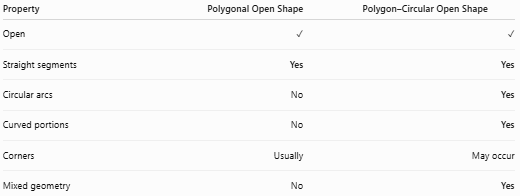 Property Polygonal Open Shape Polygon–Circular Open Shape
Open ✓ ✓
Straight segments Yes Yes
Circular arcs No Yes
Curved portions No Yes
Corners Usually May occur
Mixed geometry No Yes